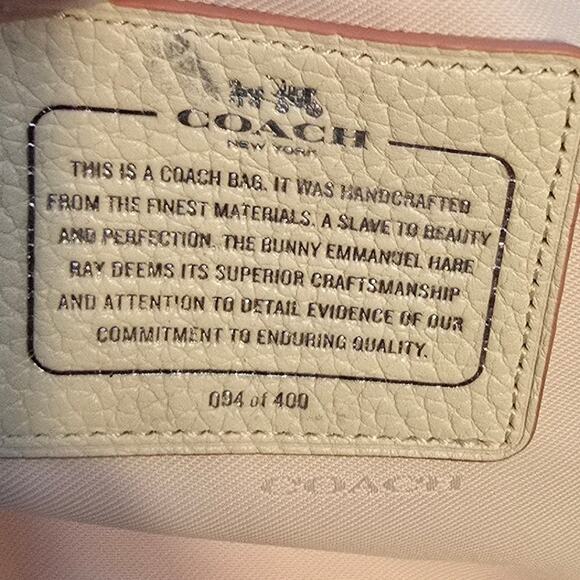 COACH
NEW YORK
THIS IS A COACH BAG. IT WAS HANDCRAFTED
FROM THE FINEST MATERIALS. A SLAVE TO BEAUTY
AND PERFECTION. THE BUNNY EMMANUEL HARE
RAY DEEMS ITS SUPERIOR CRAFTSMANSHIP
AND ATTENTION TO DETAIL EVIDENCE OF OUR
COMMITMENT TO ENDURING QUALITY.
094 of 400
COACH